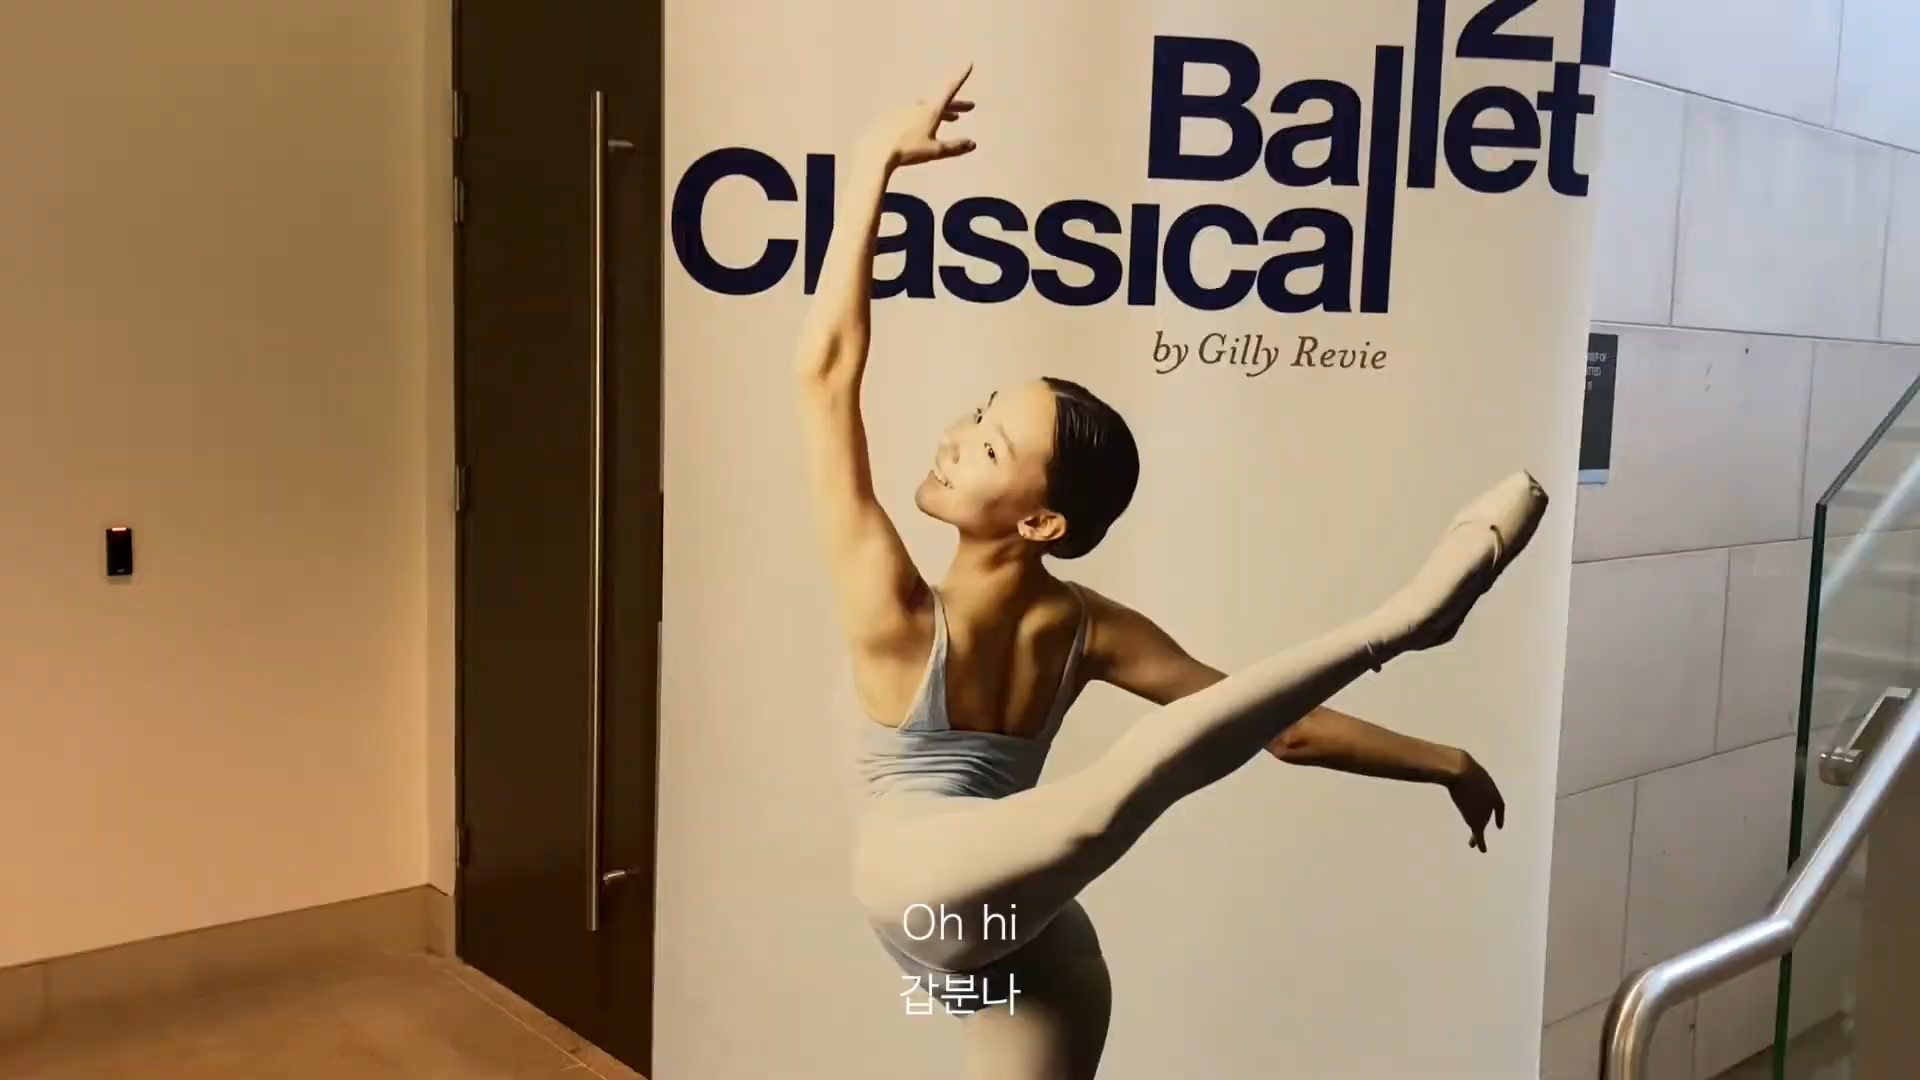 21
Ballet
Classical
by Gilly Revie
Oh hi
갑분나